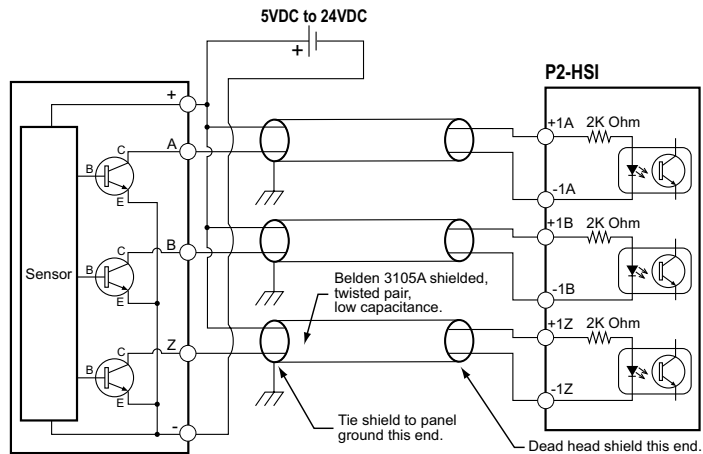 5VDC to 24VDC
+
P2-HSI
+
A
B
Z
-
Sensor
B
C
E
B
C
E
B
C
E
+1A
2K Ohm
-1A
+1B
2K Ohm
-1B
+1Z
2K Ohm
-1Z
Belden 3105A shielded,
twisted pair,
low capacitance.
Tie shield to panel
ground this end.
Dead head shield this end.